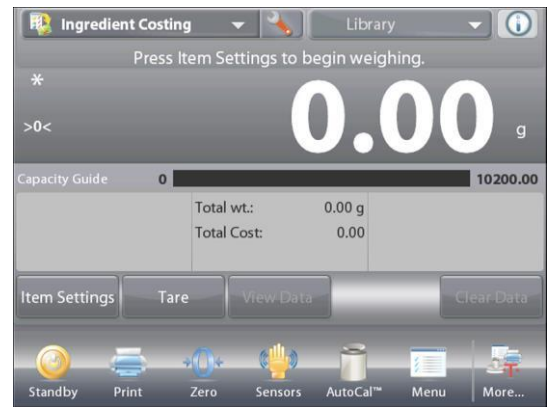 Ingredient Costing Library
Press Item Settings to begin weighing.
*
>0<
0.00 g
Capacity Guide 0 10200.00
Total wt.: 0.00 g
Total Cost: 0.00
Item Settings Tare View Data Clear Data
Standby Print Zero Sensors AutoCal™ Menu More...